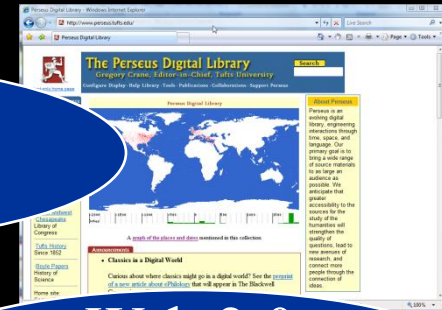 Perseus Digital Library - Windows Internet Explorer
http://www.perseus.tufts.edu/
Live Search
Perseus Digital Library
Page
Tools
The Perseus Digital Library
Gregory Crane, Editor-in-Chief, Tufts University
Search
Configure Display · Help · Library · Tools · Publications · Collaborations · Support Perseus
Perseus Digital Library
A graph of the places and dates mentioned in this collection
Announcements
• Classics in a Digital World
Curious about where classics might go in a digital world? See the preprint
of a new article about ePhilology that will appear in The Blackwell
About Perseus
Perseus is an
evolving digital
library, engineering
interactions through
time, space, and
language. Our
primary goal is to
bring a wide range
of source materials
to as large an
audience as
possible. We
anticipate that
greater
accessibility to the
sources for the
study of the
humanities will
strengthen the
quality of
questions, lead to
new avenues of
research, and
connect more
people through the
connection of
ideas.
Chesapeake
Library of
Congress
Tufts History
Since 1852
Boyle Papers
History of
Science
Home site
100%